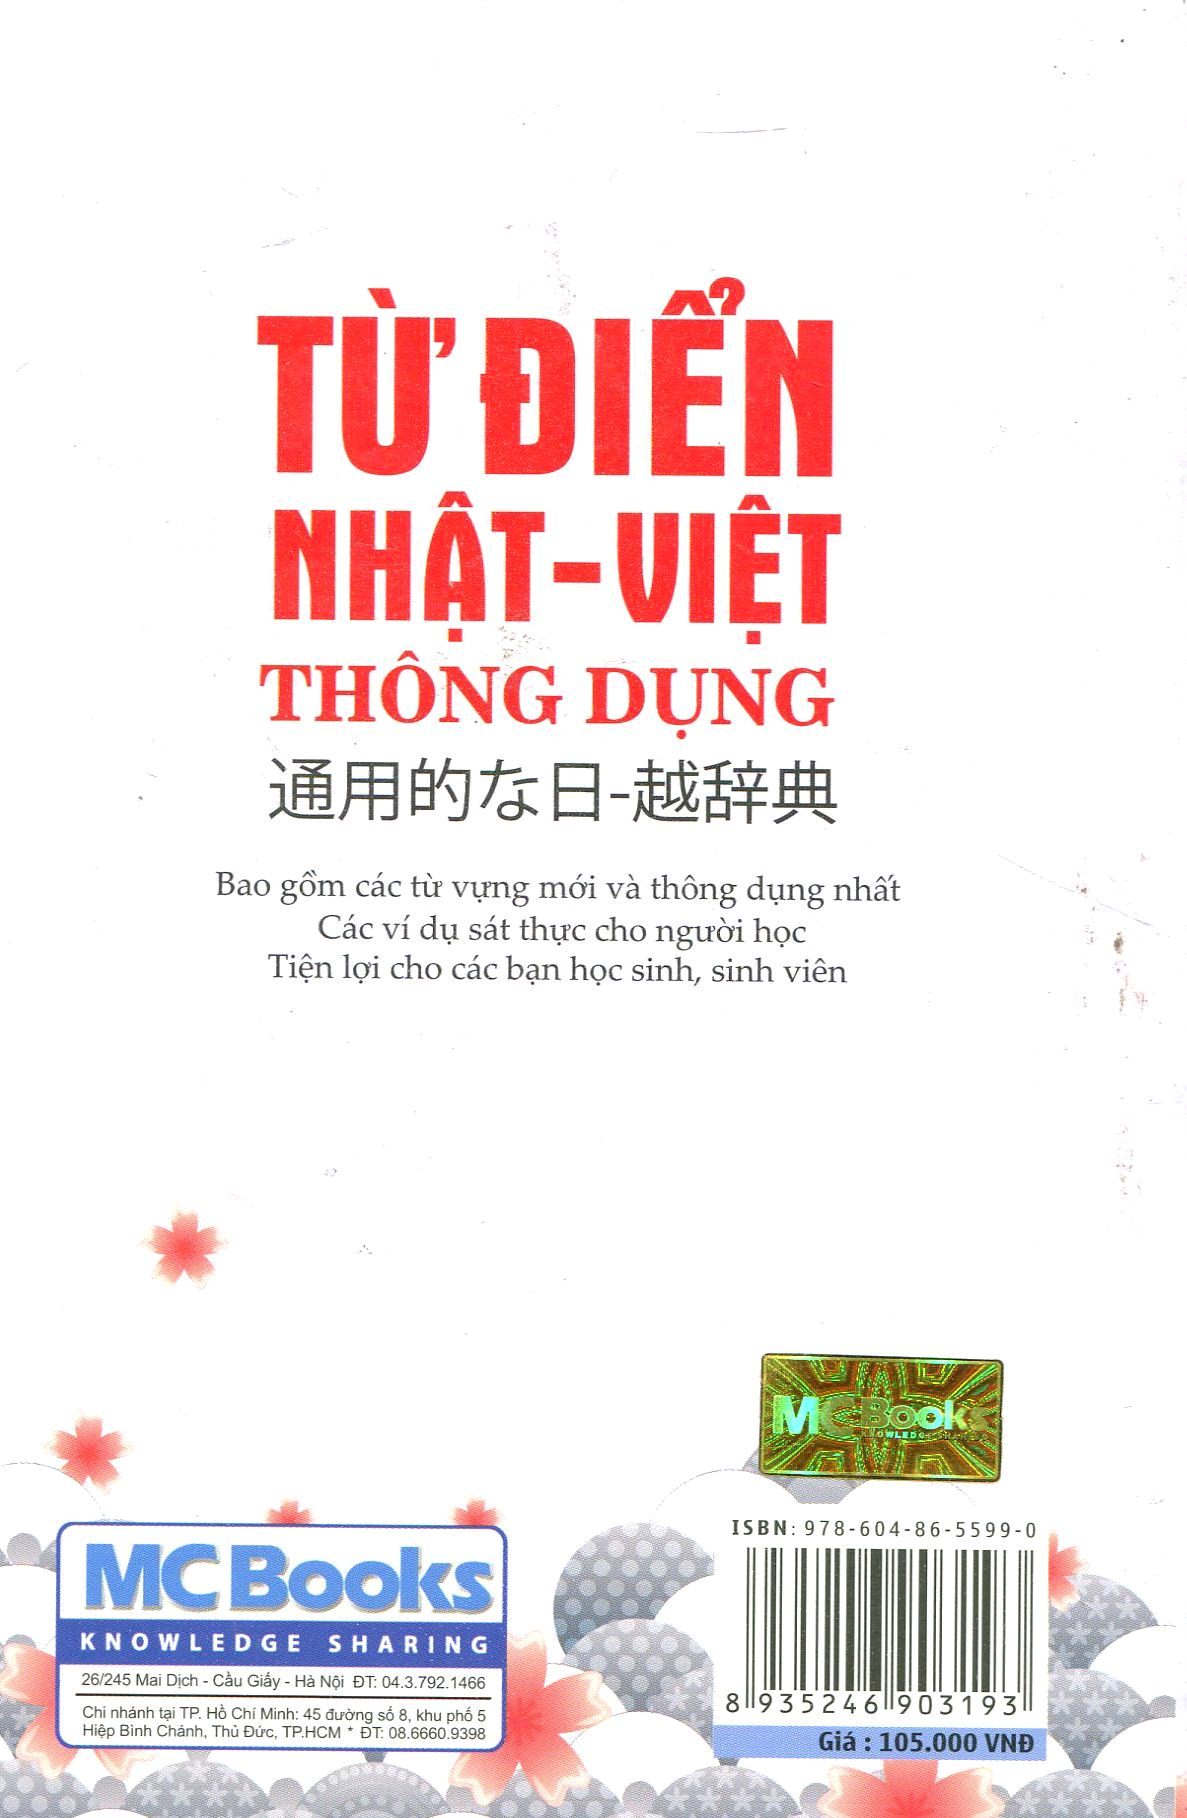 TỪ ĐIỂN
NHẬT-VIỆT
THÔNG DỤNG
通用的な日-越辞典
Bao gồm các từ vựng mới và thông dụng nhất
Các ví dụ sát thực cho người học
Tiện lợi cho các bạn học sinh, sinh viên
MCBooks
KNOWLEDGE SHARING
ISBN: 978-604-86-5599-0
8 935246 903193
Giá : 105.000 VNĐ
MCBooks
KNOWLEDGE SHARING
26/245 Mai Dịch - Cầu Giấy - Hà Nội ĐT: 04.3.792.1466
Chi nhánh tại TP. Hồ Chí Minh: 45 đường số 8, khu phố 5
Hiệp Bình Chánh, Thủ Đức, TP.HCM * ĐT: 08.6660.9398